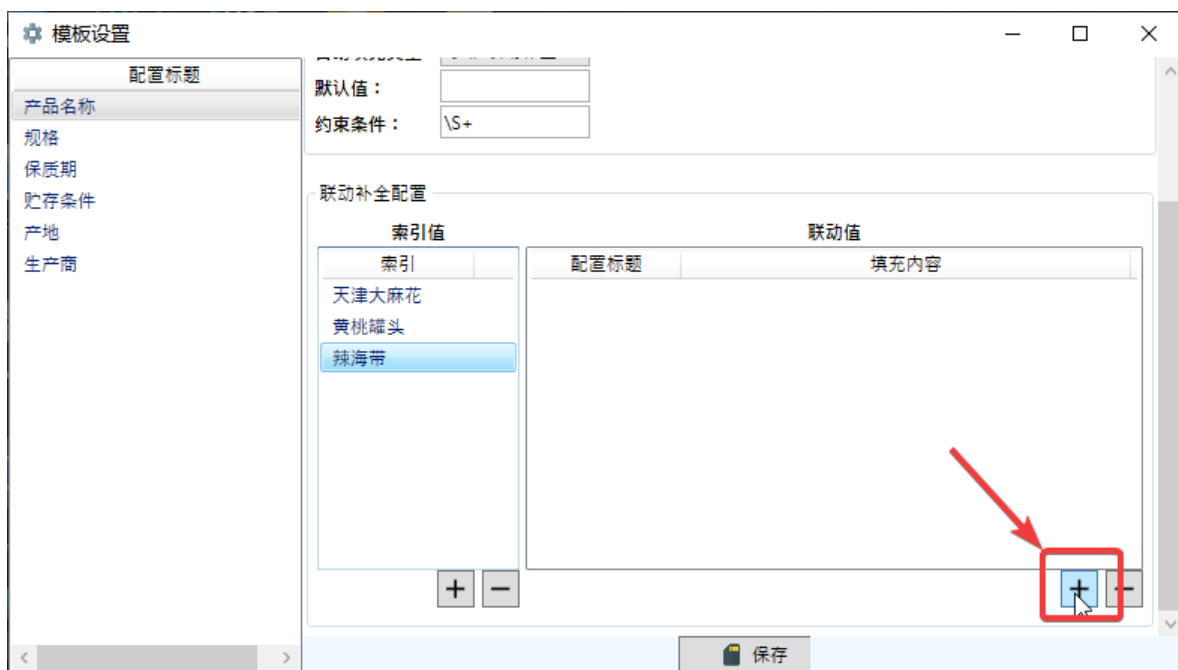 模板设置
配置标题
产品名称
规格
保质期
贮存条件
产地
生产商
默认值：
约束条件： \S+
联动补全配置
索引值
索引
天津大麻花
黄桃罐头
辣海带
联动值
配置标题 填充内容
保存